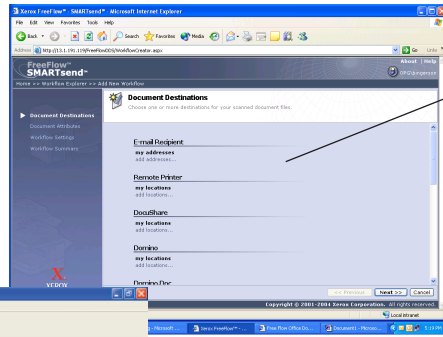 Xerox FreeFlow™ - SMARTsend™ - Microsoft Internet Explorer
File Edit View Favorites Tools Help
Back Search Favorites Media
Address http://13.1.191.119/FreeFlowDDS/WorkflowCreator.aspx Go Links
FreeFlow™ About | Help
SMARTsend™
Home >> Workflow Explorer >> Add New Workflow
Document Destinations
Choose one or more destinations for your scanned document files.
Document Destinations
Document Attributes
Workflow Settings
Workflow Summary
E-mail Recipient
my addresses
add addresses...
Remote Printer
my locations
add locations...
DocuShare
my locations
add locations...
Domino
my locations
add locations...
Domino.Doc
X
XEROX
<< Previous Next >> Cancel
Copyright © 2001-2004 Xerox Corporation. All rights reserved.
Local intranet
g - Microsoft ... Xerox FreeFlow™ - ... Free Flow Office Do... Document1 - Microso... 5:19 PM